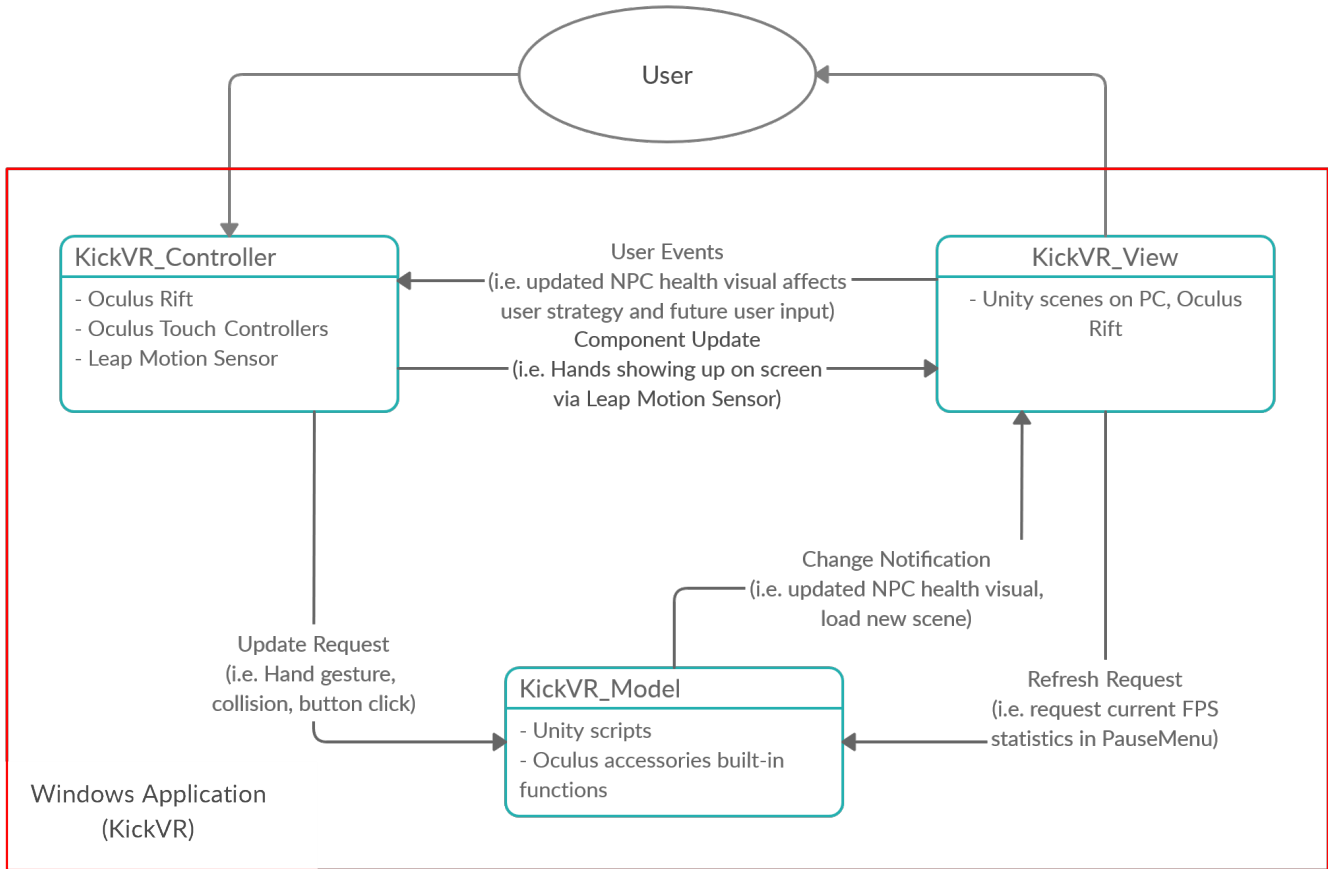 User
KickVR_Controller
- Oculus Rift
- Oculus Touch Controllers
- Leap Motion Sensor
User Events
(i.e. updated NPC health visual affects
user strategy and future user input)
Component Update
(i.e. Hands showing up on screen
via Leap Motion Sensor)
KickVR_View
- Unity scenes on PC, Oculus
Rift
Change Notification
(i.e. updated NPC health visual,
load new scene)
Update Request
(i.e. Hand gesture,
collision, button click)
KickVR_Model
- Unity scripts
- Oculus accessories built-in
functions
Refresh Request
(i.e. request current FPS
statistics in PauseMenu)
Windows Application
(KickVR)